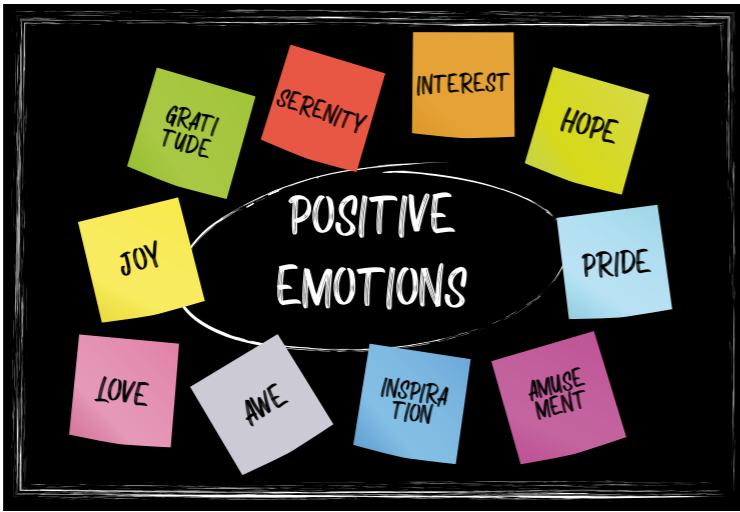 GRATI
TUDE
SERENITY
INTEREST
HOPE
POSITIVE
EMOTIONS
JOY
PRIDE
LOVE
AWE
INSPIRA
TION
AMUSE
MENT